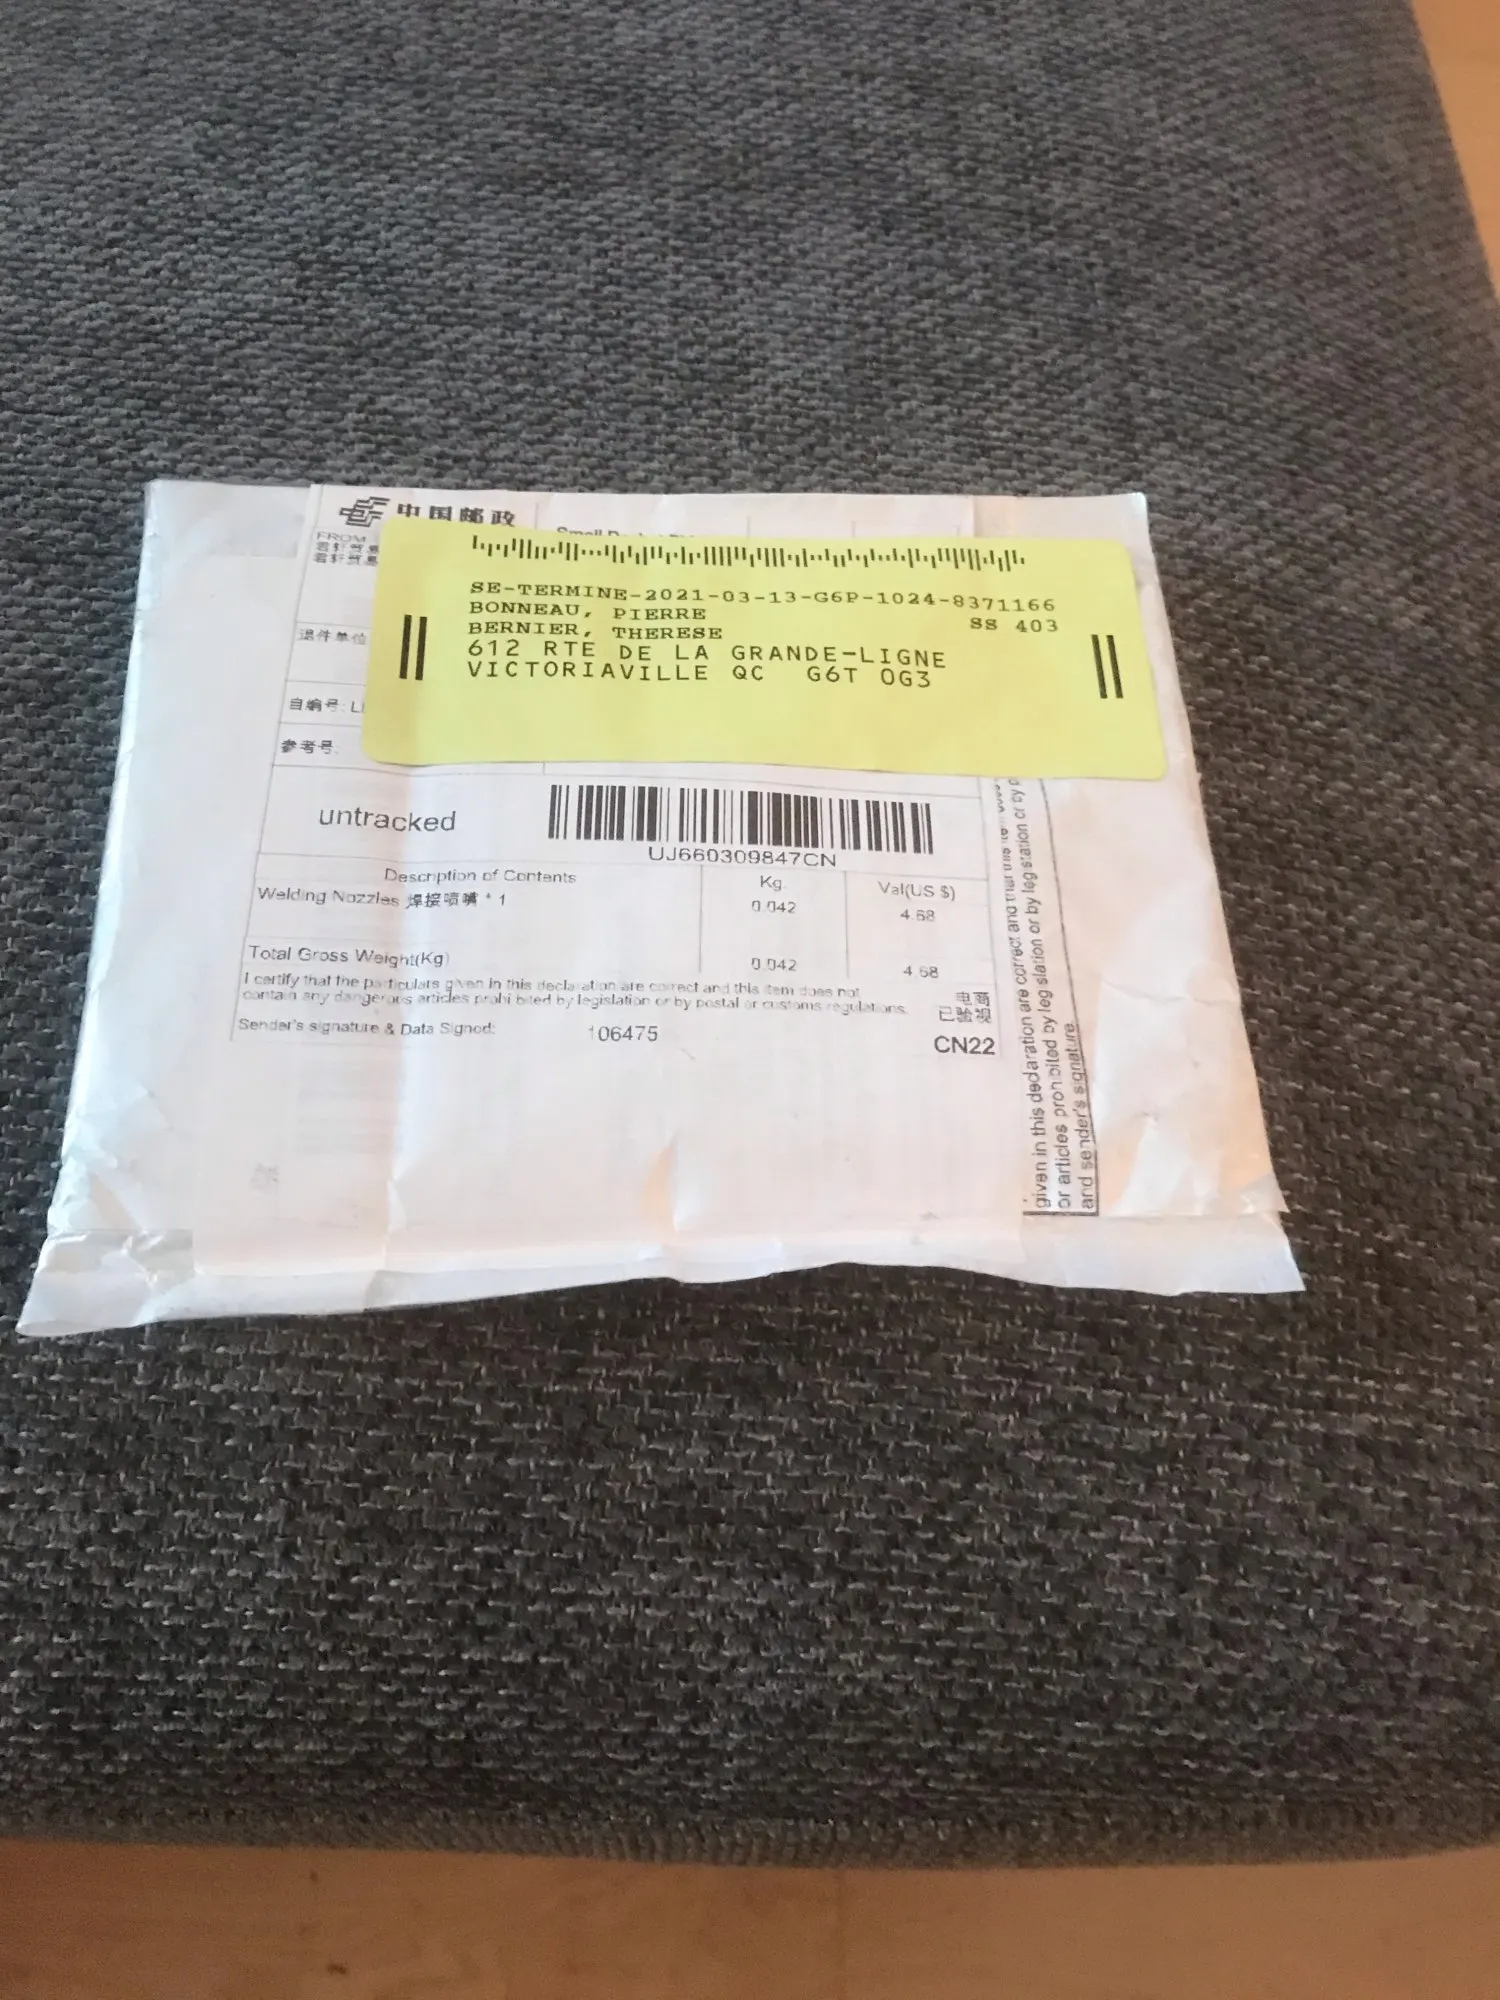 中国邮政
FROM
SE-TERMINE-2021-03-13-G6P-1024-8371166
BONNEAU, PIERRE SS 403
BERNIER, THERESE
612 RTE DE LA GRANDE-LIGNE
VICTORIAVILLE QC G6T 0G3
退件单位
自编号:
参考号:
untracked
UJ660309847CN
Description of Contents Kg. Val(US $)
Welding Nozzles 焊接喷嘴 * 1 0.042 4.68
Total Gross Weight(Kg) 0.042 4.68
I certify that the particulars given in this declaration are correct and this item does not
contain any dangerous articles prohibited by legislation or by postal or customs regulations.
电商
已验视
Sender's signature & Data Signed: 106475 CN22
given in this declaration are correct and that this
or articles prohibited by legislation or by
and sender's signature.